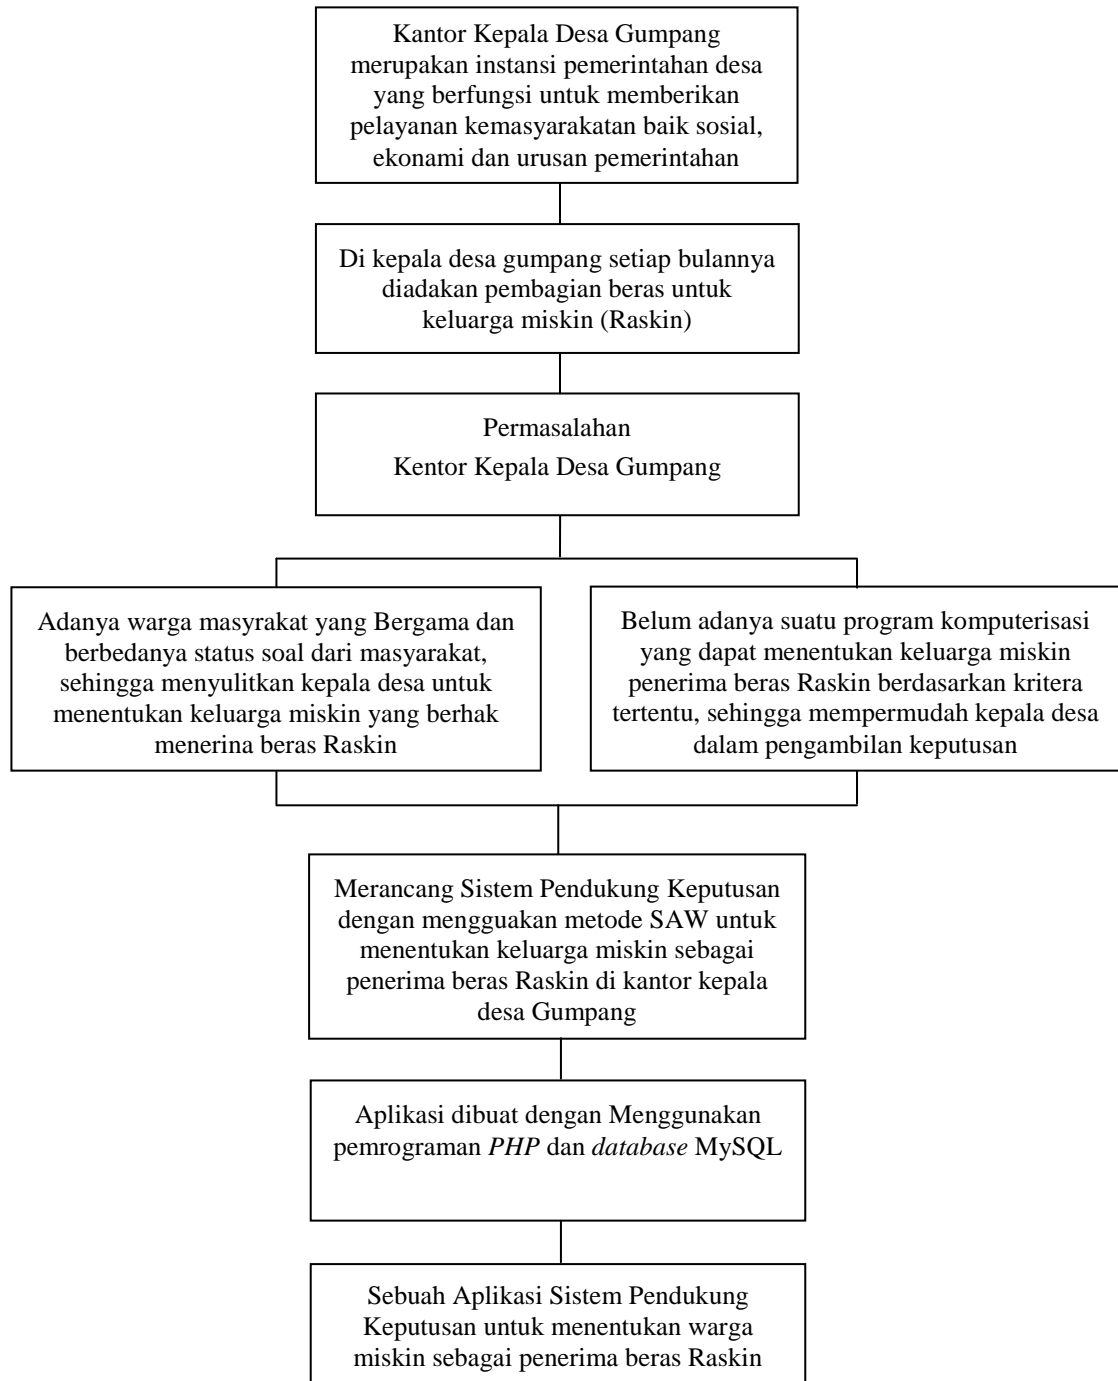 Kantor Kepala Desa Gumpang
merupakan instansi pemerintahan desa
yang berfungsi untuk memberikan
pelayanan kemasyarakatan baik sosial,
ekonami dan urusan pemerintahan
Di kepala desa gumpang setiap bulannya
diadakan pembagian beras untuk
keluarga miskin (Raskin)
Permasalahan
Kentor Kepala Desa Gumpang
Adanya warga masyrakat yang Bergama dan
berbedanya status soal dari masyarakat,
sehingga menyulitkan kepala desa untuk
menentukan keluarga miskin yang berhak
menerina beras Raskin
Belum adanya suatu program komputerisasi
yang dapat menentukan keluarga miskin
penerima beras Raskin berdasarkan kritera
tertentu, sehingga mempermudah kepala desa
dalam pengambilan keputusan
Merancang Sistem Pendukung Keputusan
dengan mengguakan metode SAW untuk
menentukan keluarga miskin sebagai
penerima beras Raskin di kantor kepala
desa Gumpang
Aplikasi dibuat dengan Menggunakan
pemrograman PHP dan database MySQL
Sebuah Aplikasi Sistem Pendukung
Keputusan untuk menentukan warga
miskin sebagai penerima beras Raskin